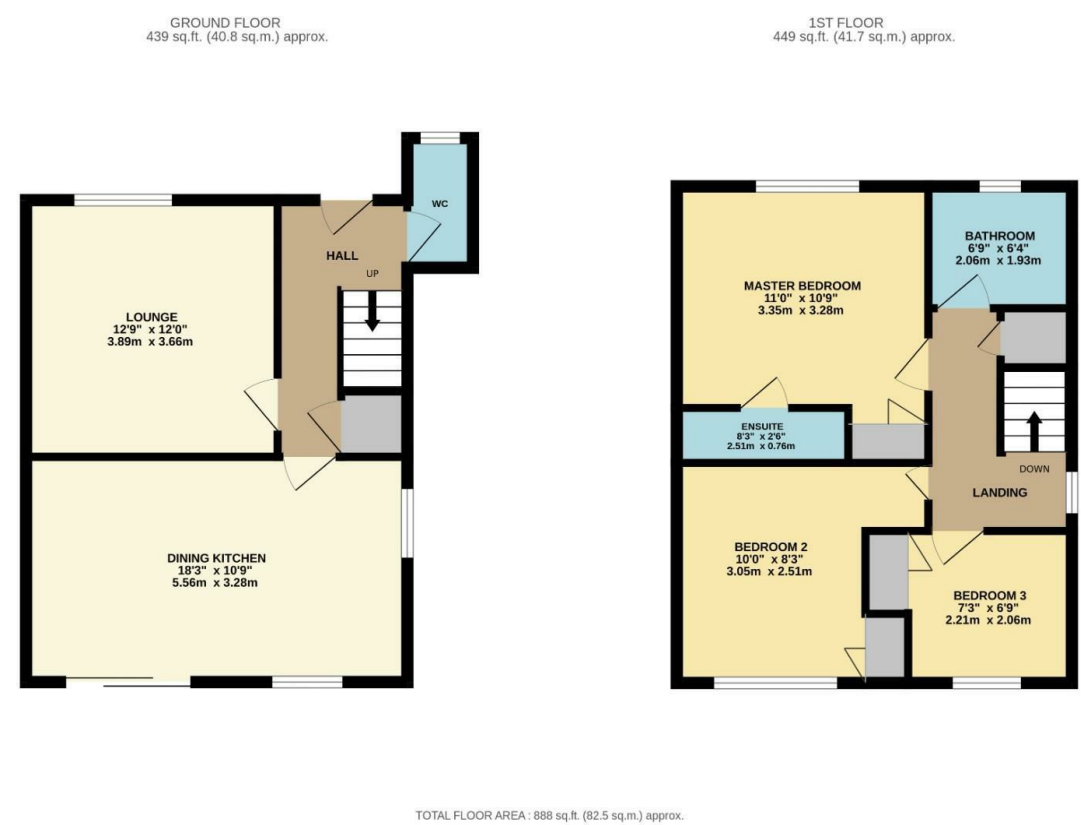 GROUND FLOOR
439 sq.ft. (40.8 sq.m.) approx.
1ST FLOOR
449 sq.ft. (41.7 sq.m.) approx.
WC
HALL
UP
LOUNGE
12'9" x 12'0"
3.89m x 3.66m
DINING KITCHEN
18'3" x 10'9"
5.56m x 3.28m
BATHROOM
6'9" x 6'4"
2.06m x 1.93m
MASTER BEDROOM
11'0" x 10'9"
3.35m x 3.28m
ENSUITE
8'3" x 2'6"
2.51m x 0.76m
DOWN
LANDING
BEDROOM 2
10'0" x 8'3"
3.05m x 2.51m
BEDROOM 3
7'3" x 6'9"
2.21m x 2.06m
TOTAL FLOOR AREA : 888 sq.ft. (82.5 sq.m.) approx.